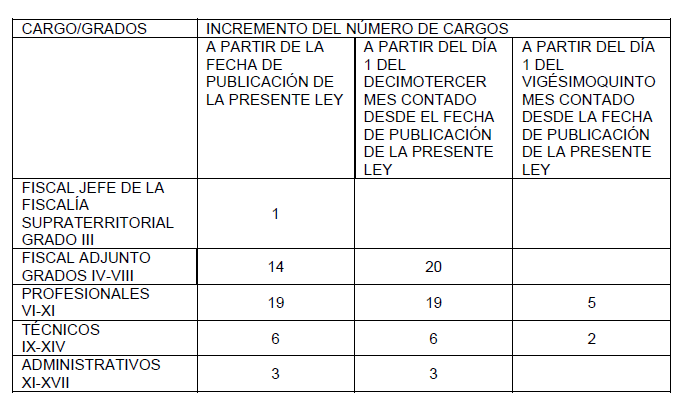 CARGO/GRADOS
INCREMENTO DEL NÚMERO DE CARGOS
A PARTIR DE LA
FECHA DE
PUBLICACIÓN DE
LA PRESENTE LEY
A PARTIR DEL DÍA
1 DEL
DECIMOTERCER
MES CONTADO
DESDE EL FECHA
DE PUBLICACIÓN
DE LA PRESENTE
LEY
A PARTIR DEL DÍA
1 DEL
VIGÉSIMOQUINTO
MES CONTADO
DESDE LA FECHA
DE PUBLICACIÓN
DE LA PRESENTE
LEY
FISCAL JEFE DE LA
FISCALÍA
SUPRATERRITORIAL
GRADO III
1
FISCAL ADJUNTO
GRADOS IV-VIII
14
20
PROFESIONALES
VI-XI
19
19
5
TÉCNICOS
IX-XIV
6
6
2
ADMINISTRATIVOS
XI-XVII
3
3